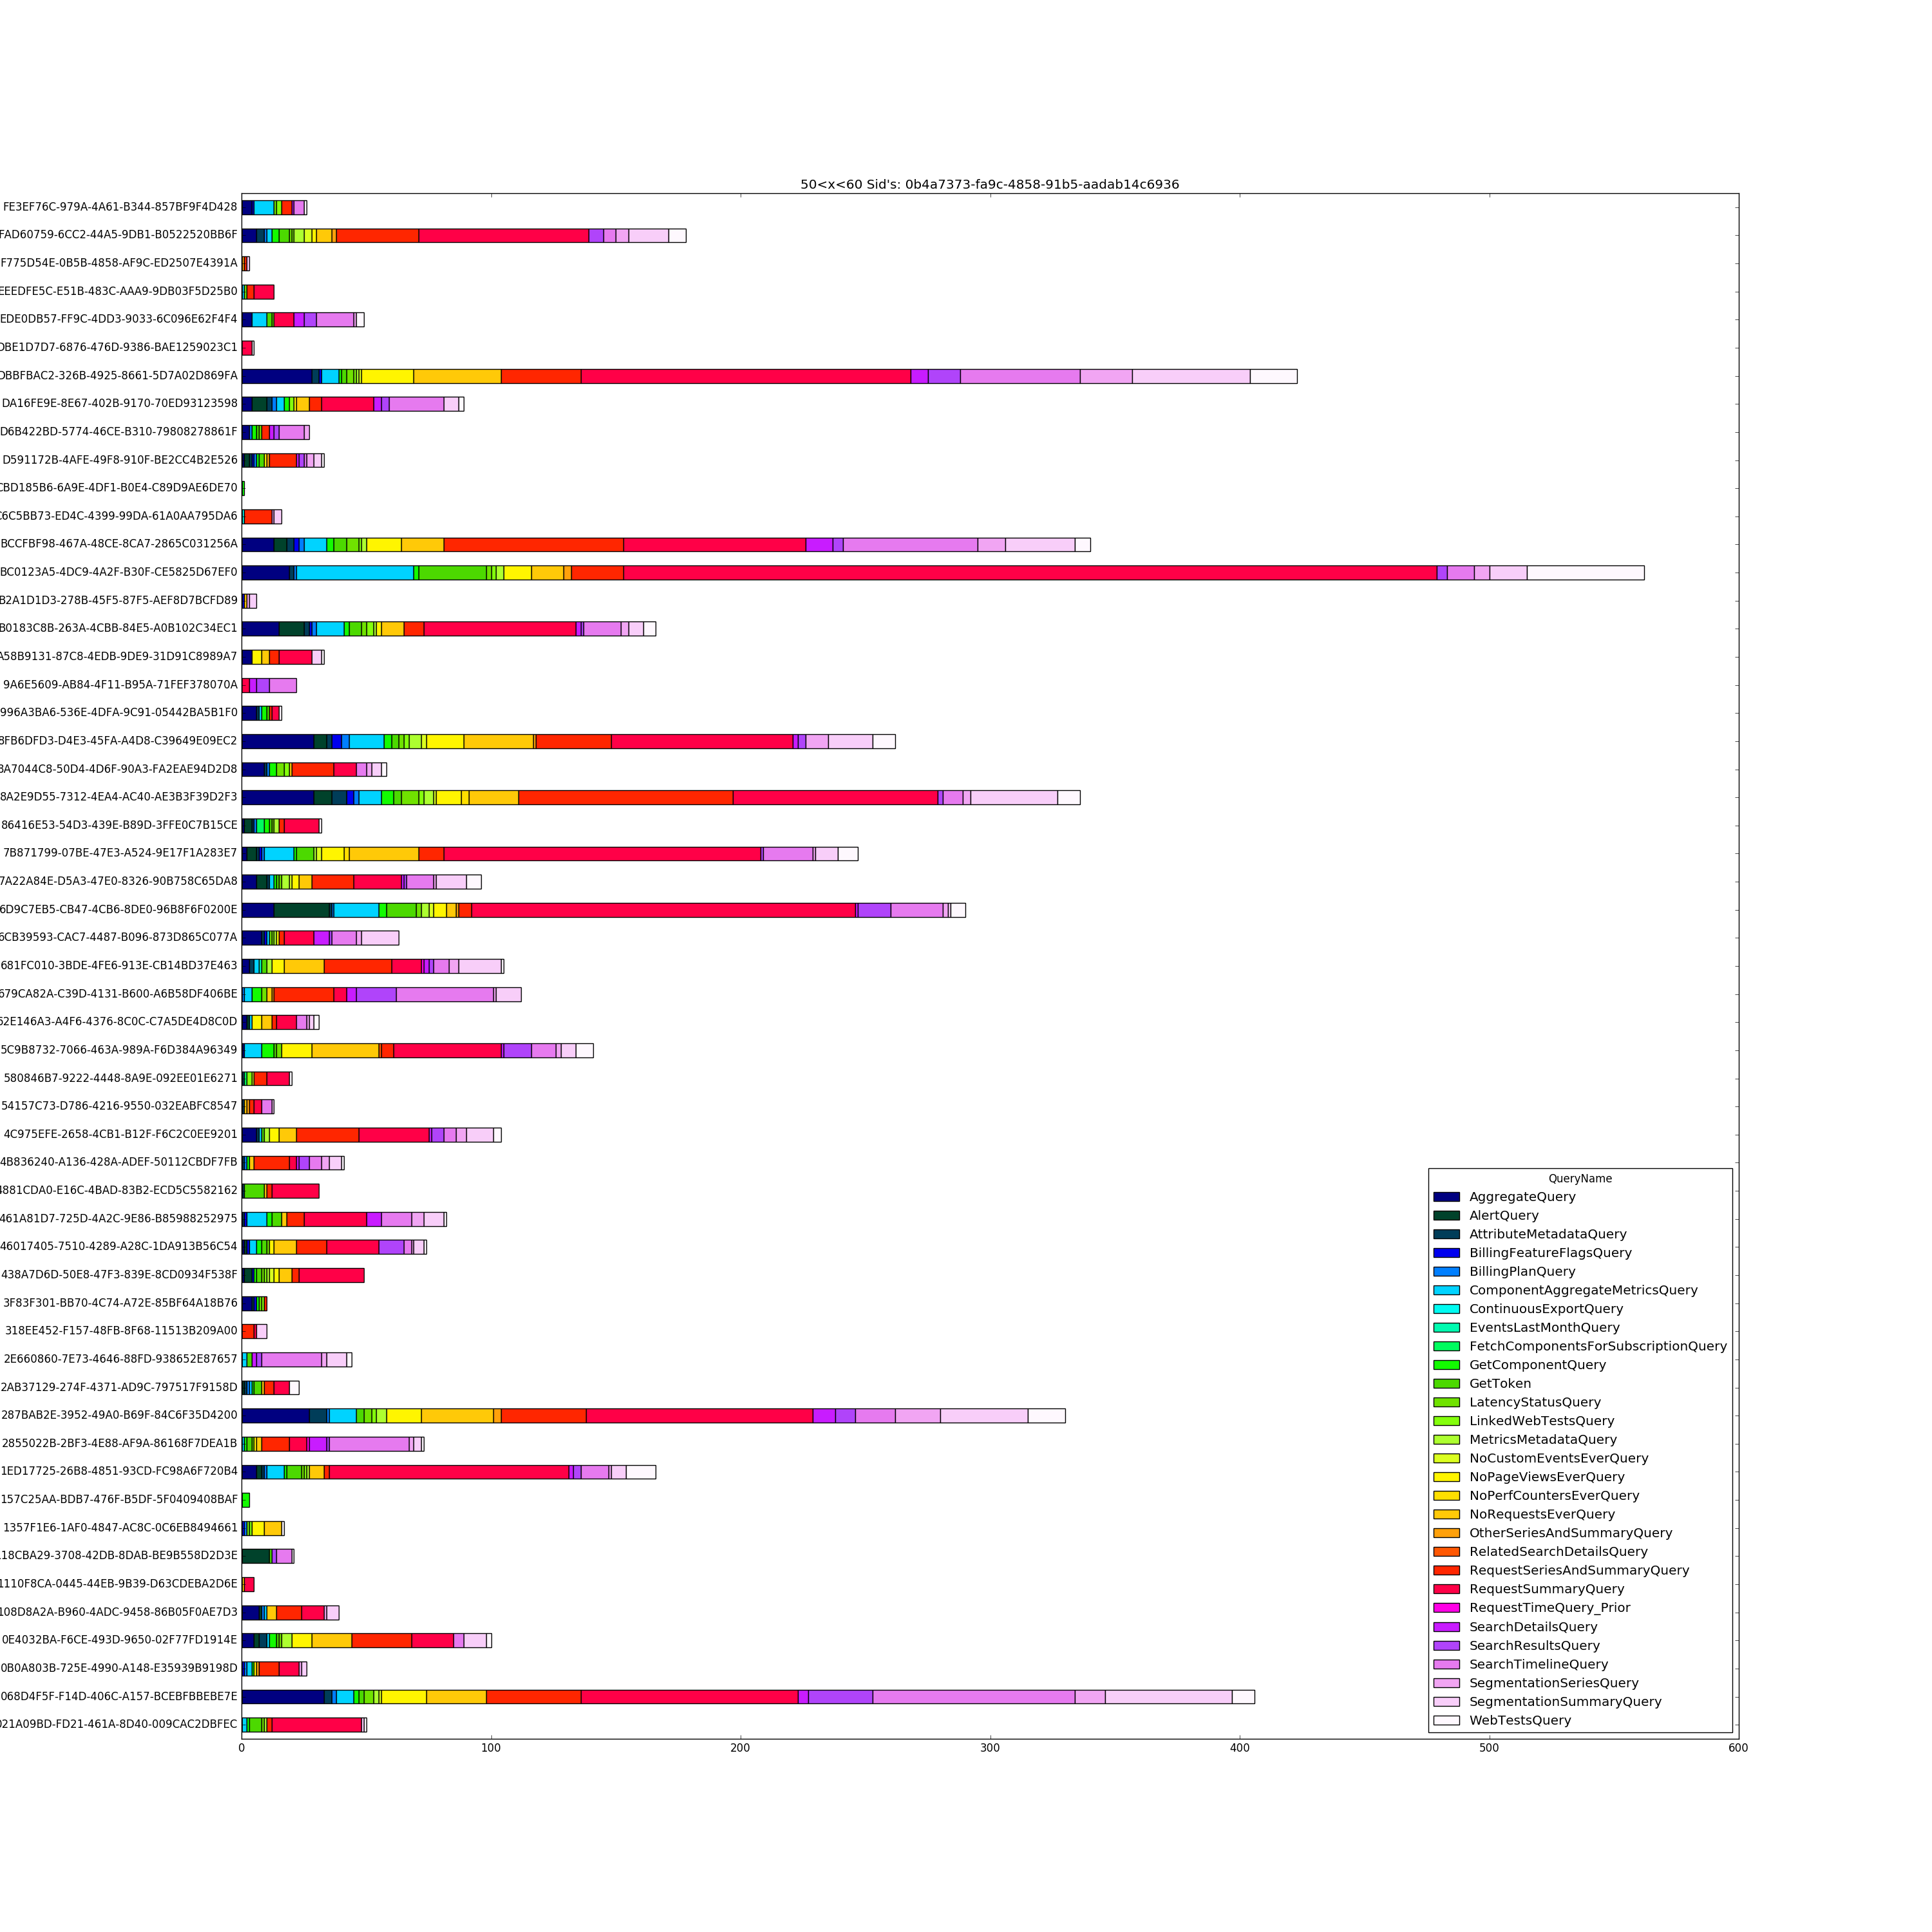 50<x<60 Sid's: 0b4a7373-fa9c-4858-91b5-aadab14c6936
FE3EF76C-979A-4A61-B344-857BF9F4D428
FAD60759-6CC2-44A5-9DB1-B0522520BB6F
F775D54E-0B5B-4858-AF9C-ED2507E4391A
EEEDFE5C-E51B-483C-AAA9-9DB03F5D25B0
EDE0DB57-FF9C-4DD3-9033-6C096E62F4F4
DBE1D7D7-6876-476D-9386-BAE1259023C1
DBBFBAC2-326B-4925-8661-5D7A02D869FA
DA16FE9E-8E67-402B-9170-70ED93123598
D6B422BD-5774-46CE-B310-79808278861F
D591172B-4AFE-49F8-910F-BE2CC4B2E526
CBD185B6-6A9E-4DF1-B0E4-C89D9AE6DE70
C6C5BB73-ED4C-4399-99DA-61A0AA795DA6
BCCFBF98-467A-48CE-8CA7-2865C031256A
BC0123A5-4DC9-4A2F-B30F-CE5825D67EF0
B2A1D1D3-278B-45F5-87F5-AEF8D7BCFD89
B0183C8B-263A-4CBB-84E5-A0B102C34EC1
A58B9131-87C8-4EDB-9DE9-31D91C8989A7
9A6E5609-AB84-4F11-B95A-71FEF378070A
996A3BA6-536E-4DFA-9C91-05442BA5B1F0
8FB6DFD3-D4E3-45FA-A4D8-C39649E09EC2
8A7044C8-50D4-4D6F-90A3-FA2EAE94D2D8
8A2E9D55-7312-4EA4-AC40-AE3B3F39D2F3
86416E53-54D3-439E-B89D-3FFE0C7B15CE
7B871799-07BE-47E3-A524-9E17F1A283E7
7A22A84E-D5A3-47E0-8326-90B758C65DA8
6D9C7EB5-CB47-4CB6-8DE0-96B8F6F0200E
6CB39593-CAC7-4487-B096-873D865C077A
681FC010-3BDE-4FE6-913E-CB14BD37E463
679CA82A-C39D-4131-B600-A6B58DF406BE
62E146A3-A4F6-4376-8C0C-C7A5DE4D8C0D
5C9B8732-7066-463A-989A-F6D384A96349
580846B7-9222-4448-8A9E-092EE01E6271
54157C73-D786-4216-9550-032EABFC8547
4C975EFE-2658-4CB1-B12F-F6C2C0EE9201
4B836240-A136-428A-ADEF-50112CBDF7FB
4881CDA0-E16C-4BAD-83B2-ECD5C5582162
461A81D7-725D-4A2C-9E86-B85988252975
46017405-7510-4289-A28C-1DA913B56C54
438A7D6D-50E8-47F3-839E-8CD0934F538F
3F83F301-BB70-4C74-A72E-85BF64A18B76
318EE452-F157-48FB-8F68-11513B209A00
2E660860-7E73-4646-88FD-938652E87657
2AB37129-274F-4371-AD9C-797517F9158D
287BAB2E-3952-49A0-B69F-84C6F35D4200
2855022B-2BF3-4E88-AF9A-86168F7DEA1B
1ED17725-26B8-4851-93CD-FC98A6F720B4
157C25AA-BDB7-476F-B5DF-5F0409408BAF
1357F1E6-1AF0-4847-AC8C-0C6EB8494661
118CBA29-3708-42DB-8DAB-BE9B558D2D3E
1110F8CA-0445-44EB-9B39-D63CDEBA2D6E
108D8A2A-B960-4ADC-9458-86B05F0AE7D3
0E4032BA-F6CE-493D-9650-02F77FD1914E
0B0A803B-725E-4990-A148-E35939B9198D
068D4F5F-F14D-406C-A157-BCEBFBBEBE7E
021A09BD-FD21-461A-8D40-009CAC2DBFEC
0 100 200 300 400 500 600
QueryName
AggregateQuery
AlertQuery
AttributeMetadataQuery
BillingFeatureFlagsQuery
BillingPlanQuery
ComponentAggregateMetricsQuery
ContinuousExportQuery
EventsLastMonthQuery
FetchComponentsForSubscriptionQuery
GetComponentQuery
GetToken
LatencyStatusQuery
LinkedWebTestsQuery
MetricsMetadataQuery
NoCustomEventsEverQuery
NoPageViewsEverQuery
NoPerfCountersEverQuery
NoRequestsEverQuery
OtherSeriesAndSummaryQuery
RelatedSearchDetailsQuery
RequestSeriesAndSummaryQuery
RequestSummaryQuery
RequestTimeQuery_Prior
SearchDetailsQuery
SearchResultsQuery
SearchTimelineQuery
SegmentationSeriesQuery
SegmentationSummaryQuery
WebTestsQuery